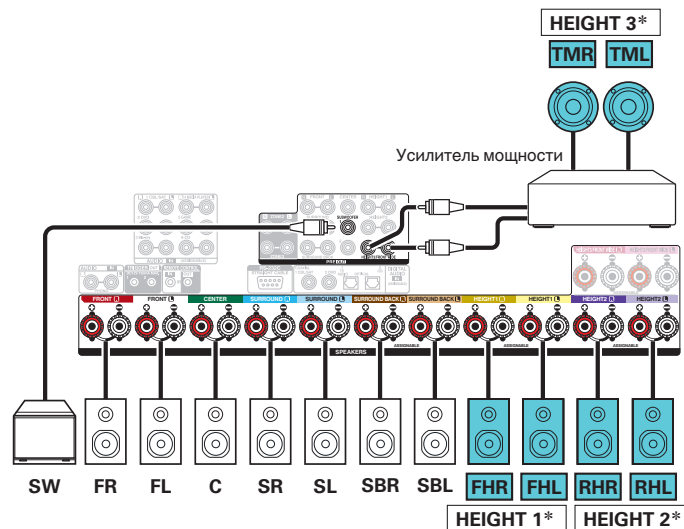 HEIGHT 3*
TMR TML
Усилитель мощности
SUBWOOFER
PRE OUT
FRONT R FRONT L CENTER SURROUND R SURROUND L SURROUND BACK R SURROUND BACK L HEIGHT1 R HEIGHT1 L HEIGHT2 R HEIGHT2 L
ASSIGNABLE ASSIGNABLE ASSIGNABLE
SPEAKERS
SW FR FL C SR SL SBR SBL FHR FHL RHR RHL
HEIGHT 1* HEIGHT 2*